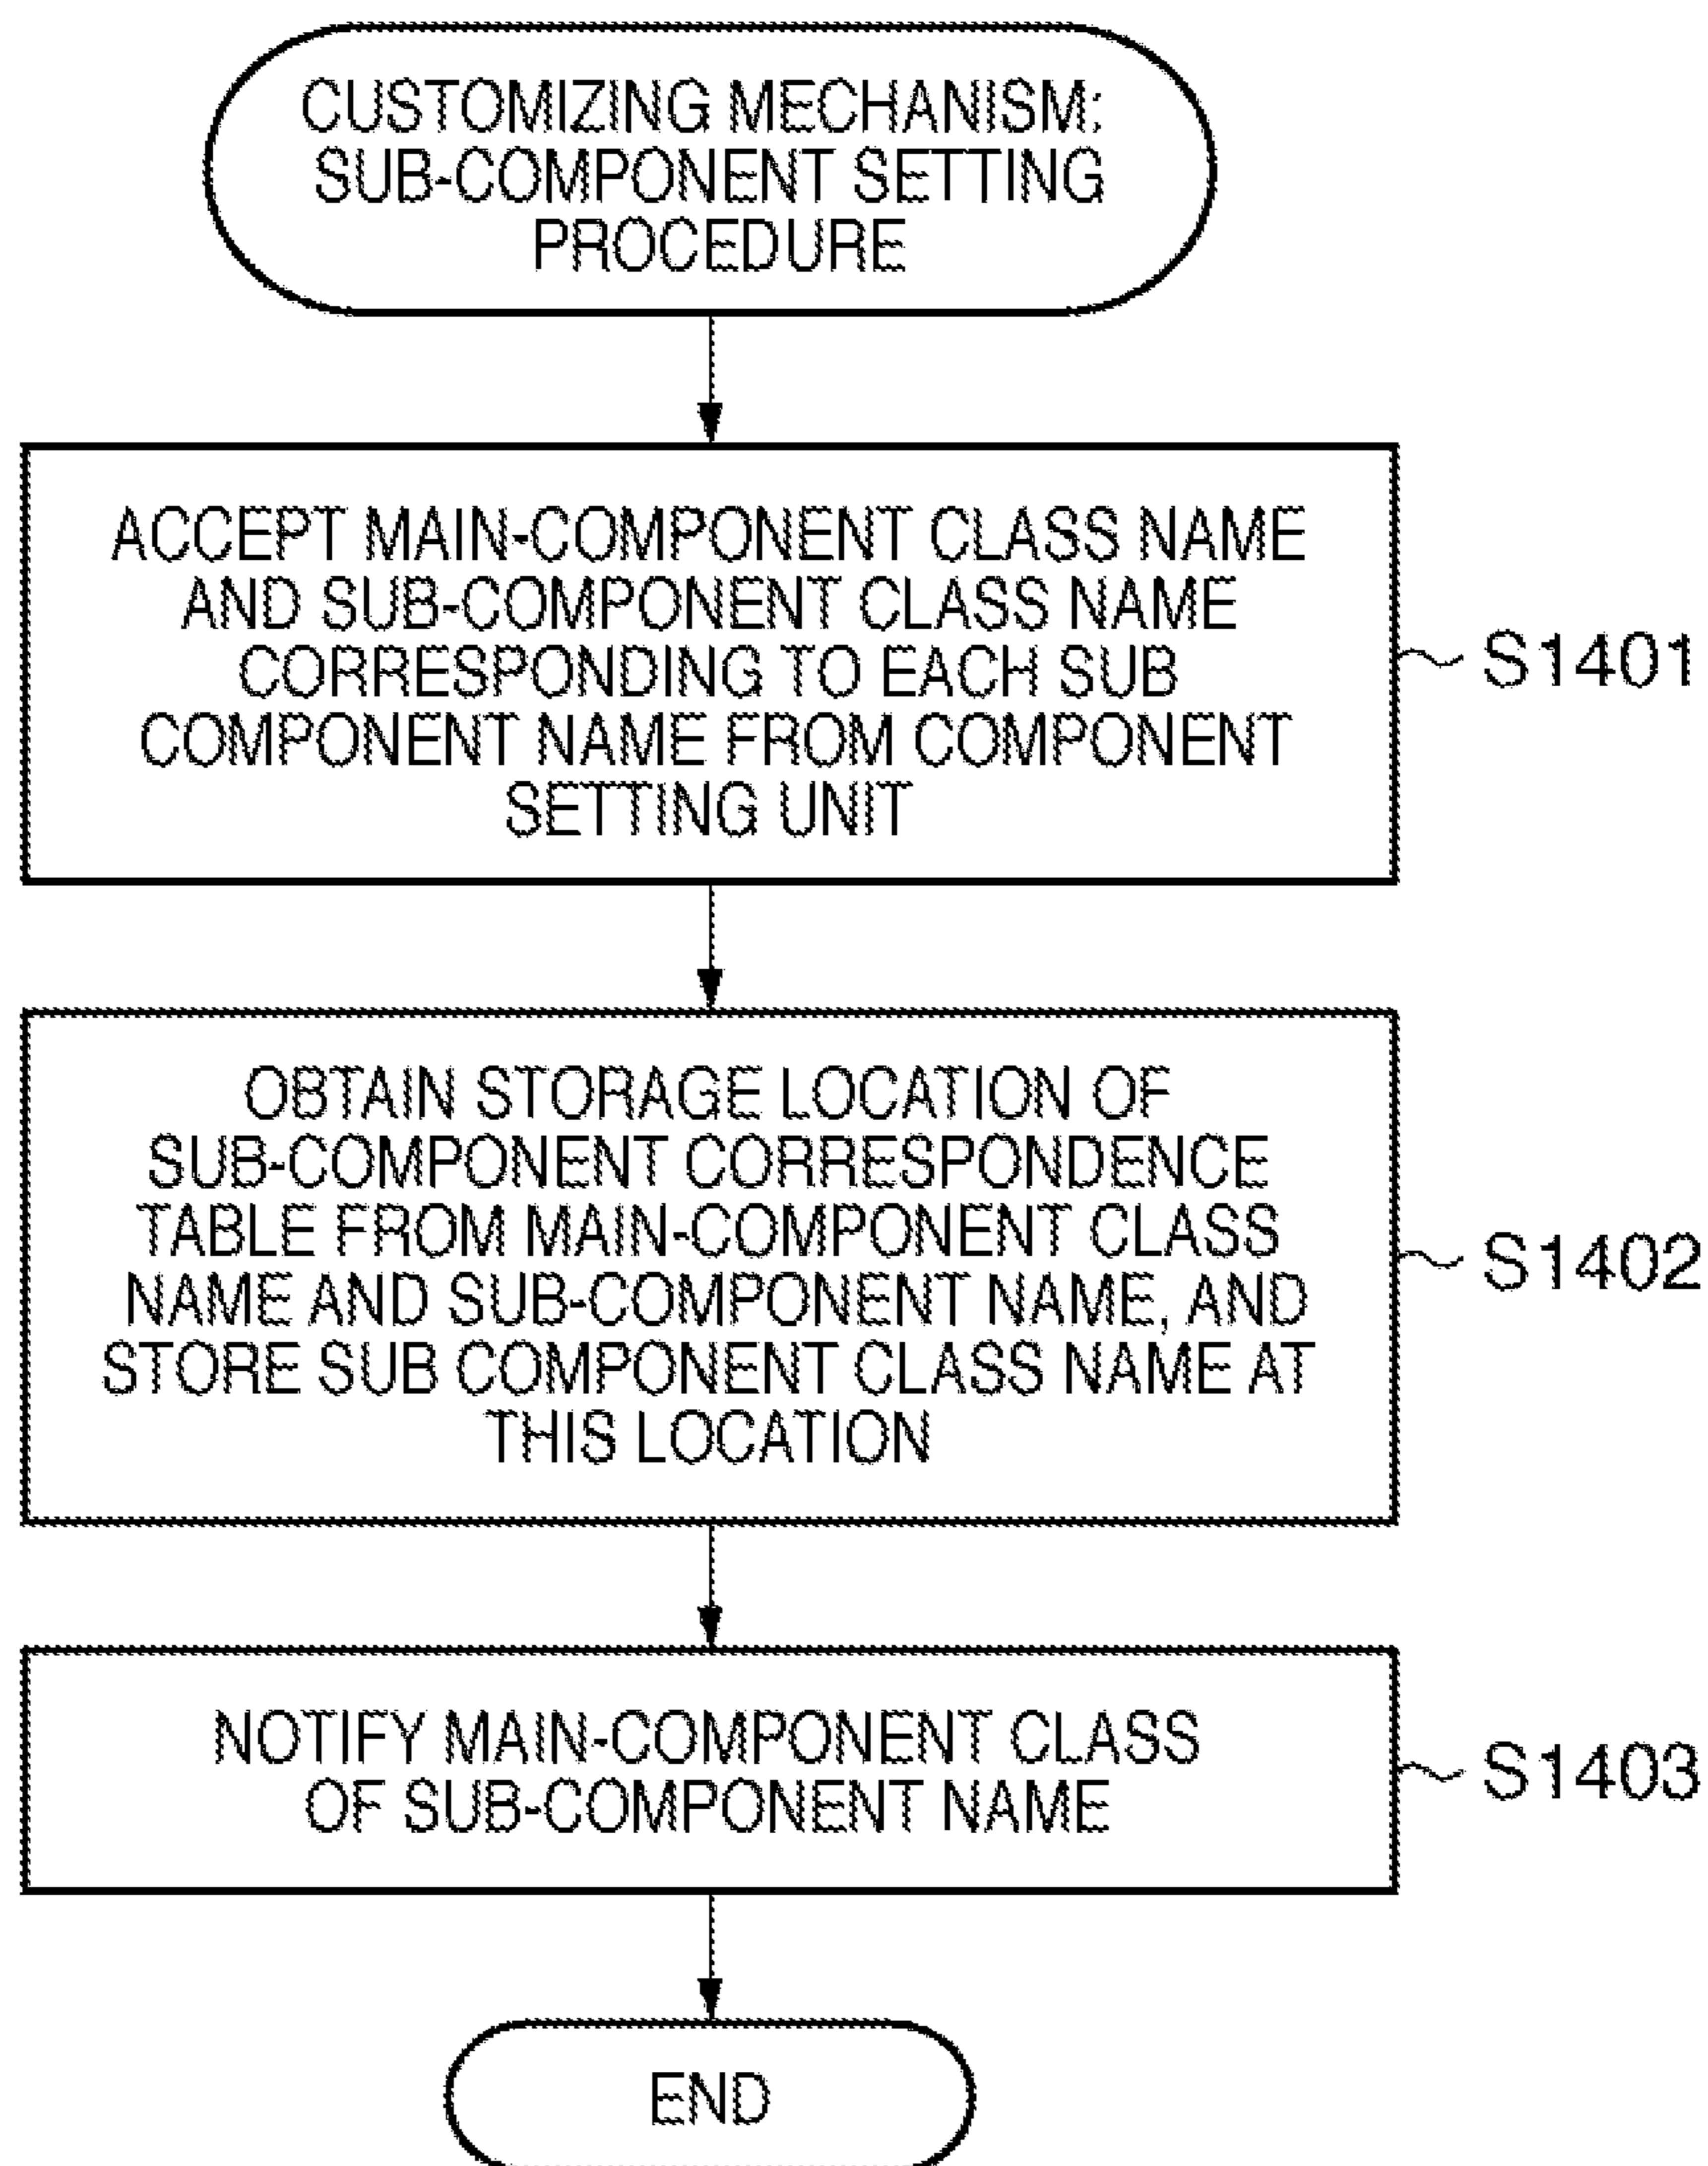 CUSTOMIZING MECHANISM:
SUB-COMPONENT SETTING
PROCEDURE
ACCEPT MAIN-COMPONENT CLASS NAME
AND SUB-COMPONENT CLASS NAME
CORRESPONDING TO EACH SUB
COMPONENT NAME FROM COMPONENT
SETTING UNIT
S1401
OBTAIN STORAGE LOCATION OF
SUB-COMPONENT CORRESPONDENCE
TABLE FROM MAIN-COMPONENT CLASS
NAME AND SUB-COMPONENT NAME, AND
STORE SUB COMPONENT CLASS NAME AT
THIS LOCATION
S1402
NOTIFY MAIN-COMPONENT CLASS
OF SUB-COMPONENT NAME
S1403
END